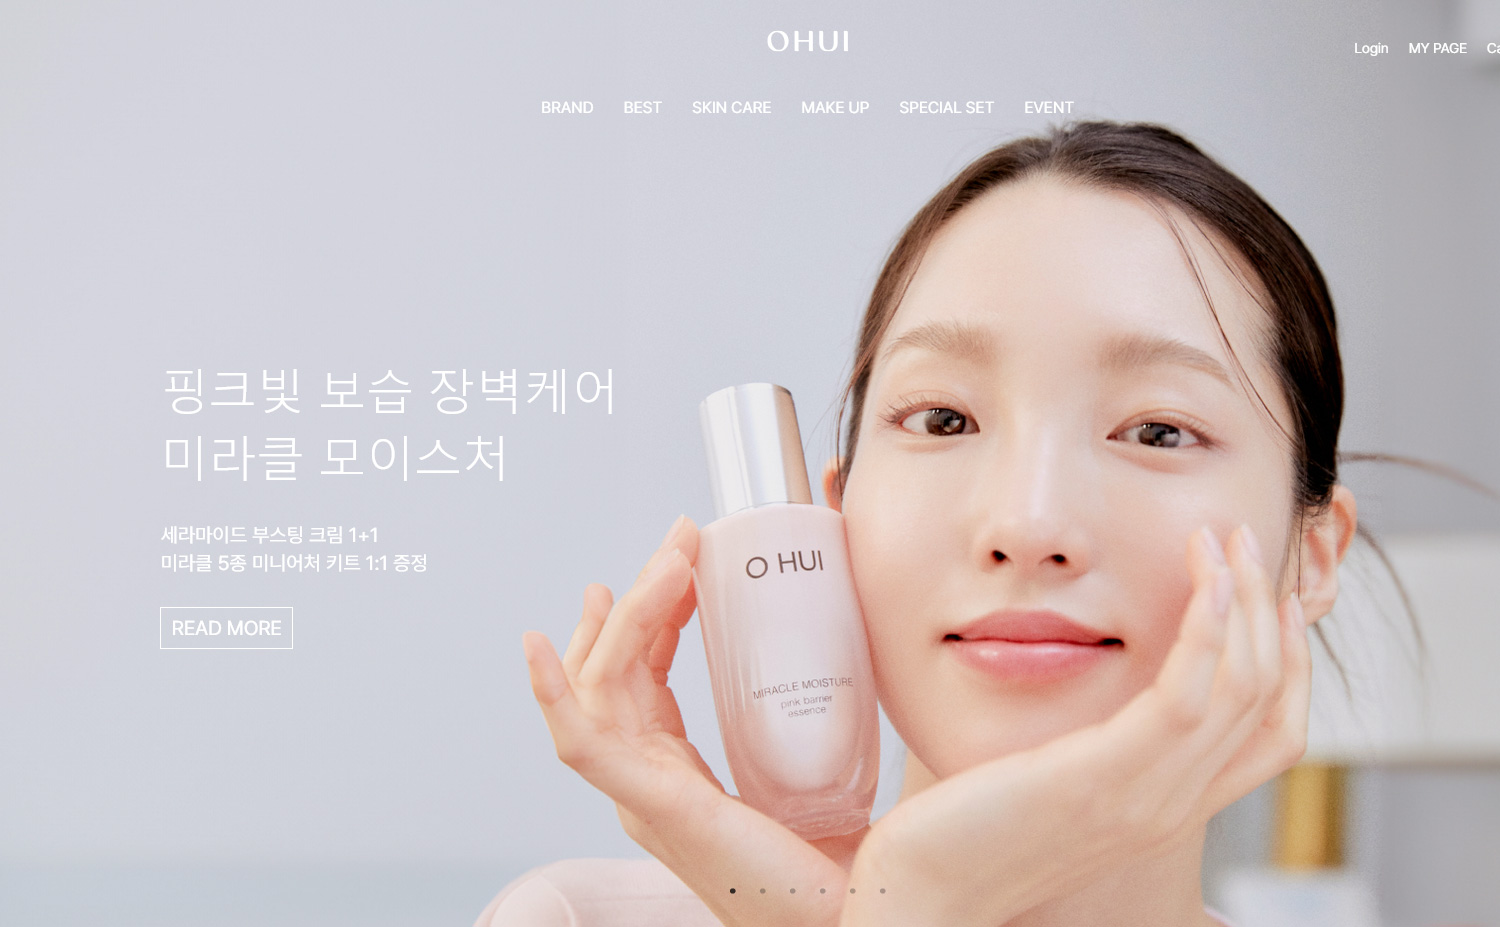 OHUI
Login MY PAGE
BRAND BEST SKIN CARE MAKE UP SPECIAL SET EVENT
핑크빛 보습 장벽케어
미라클 모이스처
세라마이드 부스팅 크림 1+1
미라클 5종 미니어처 키트 1:1 증정
READ MORE
O HUI
MIRACLE MOISTURE
pink barrier
essence